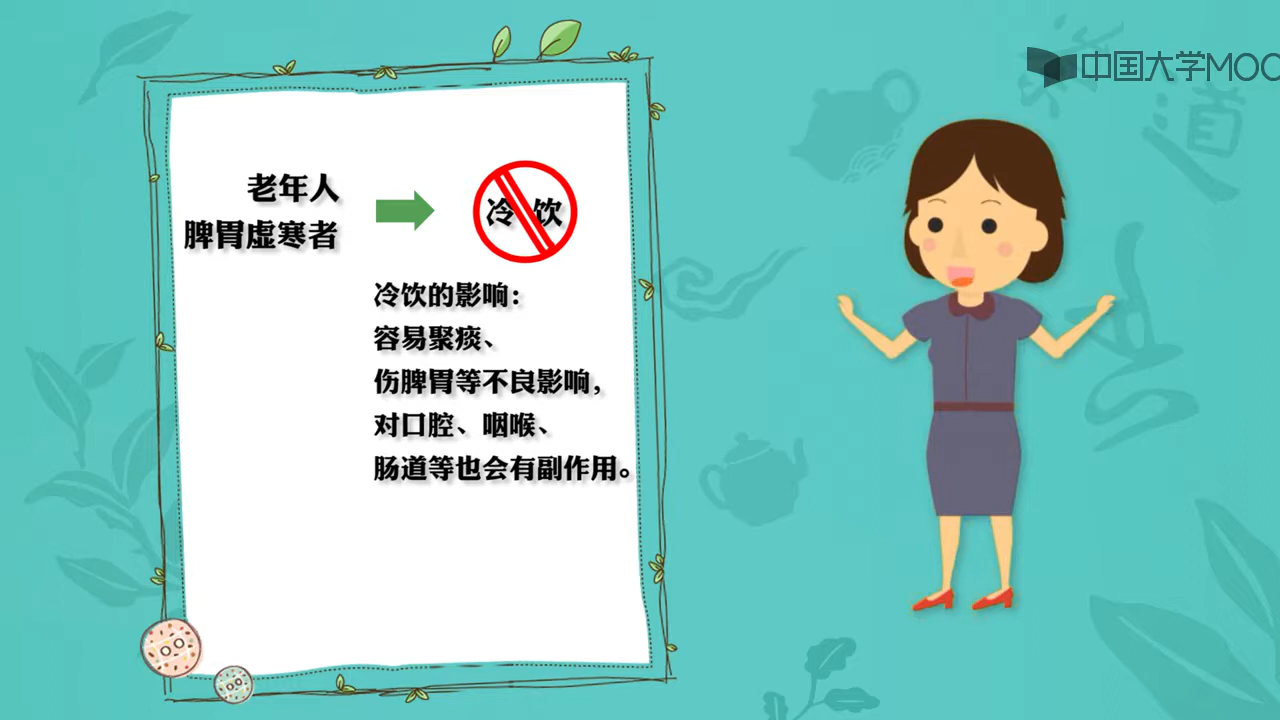 中国大学MOO
老年人
脾胃虚寒者
冷饮
冷饮的影响：
容易聚痰、
伤脾胃等不良影响，
对口腔、咽喉、
肠道等也会有副作用。
道